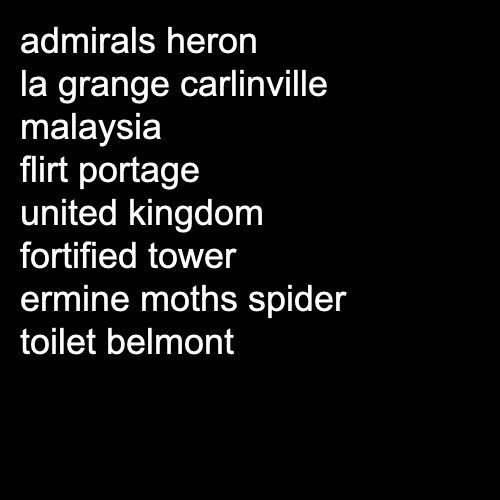 admirals heron
la grange carlinville
malaysia
flirt portage
united kingdom
fortified tower
ermine moths spider
toilet belmont